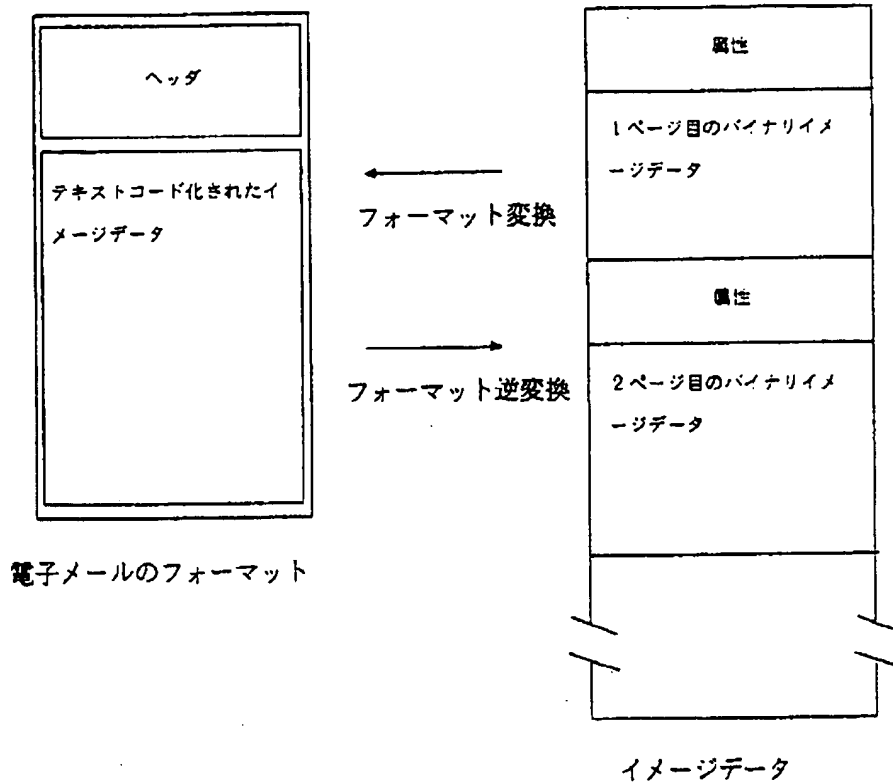 ヘッダ
テキストコード化されたイ
メージデータ
電子メールのフォーマット
フォーマット変換
フォーマット逆変換
属性
1ページ目のバイナリイメ
ージデータ
属性
2ページ目のバイナリイメ
ージデータ
イメージデータ